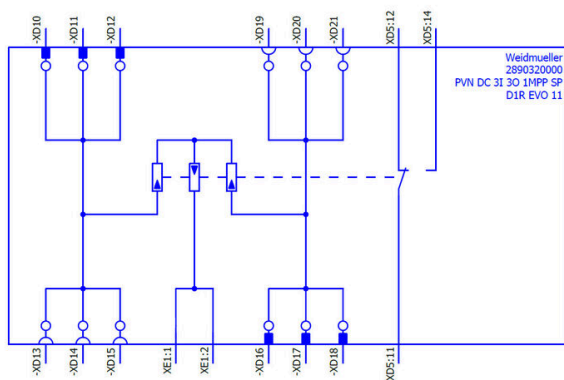 -XD10
-XD11
-XD12
-XD19
-XD20
-XD21
XD5:12
XD5:14
Weidmueller
2890320000
PVN DC 3I 3O 1MPP SP
D1R EVO 11
-XD13
-XD14
-XD15
XE1:1
XE1:2
-XD16
-XD17
-XD18
XD5:11